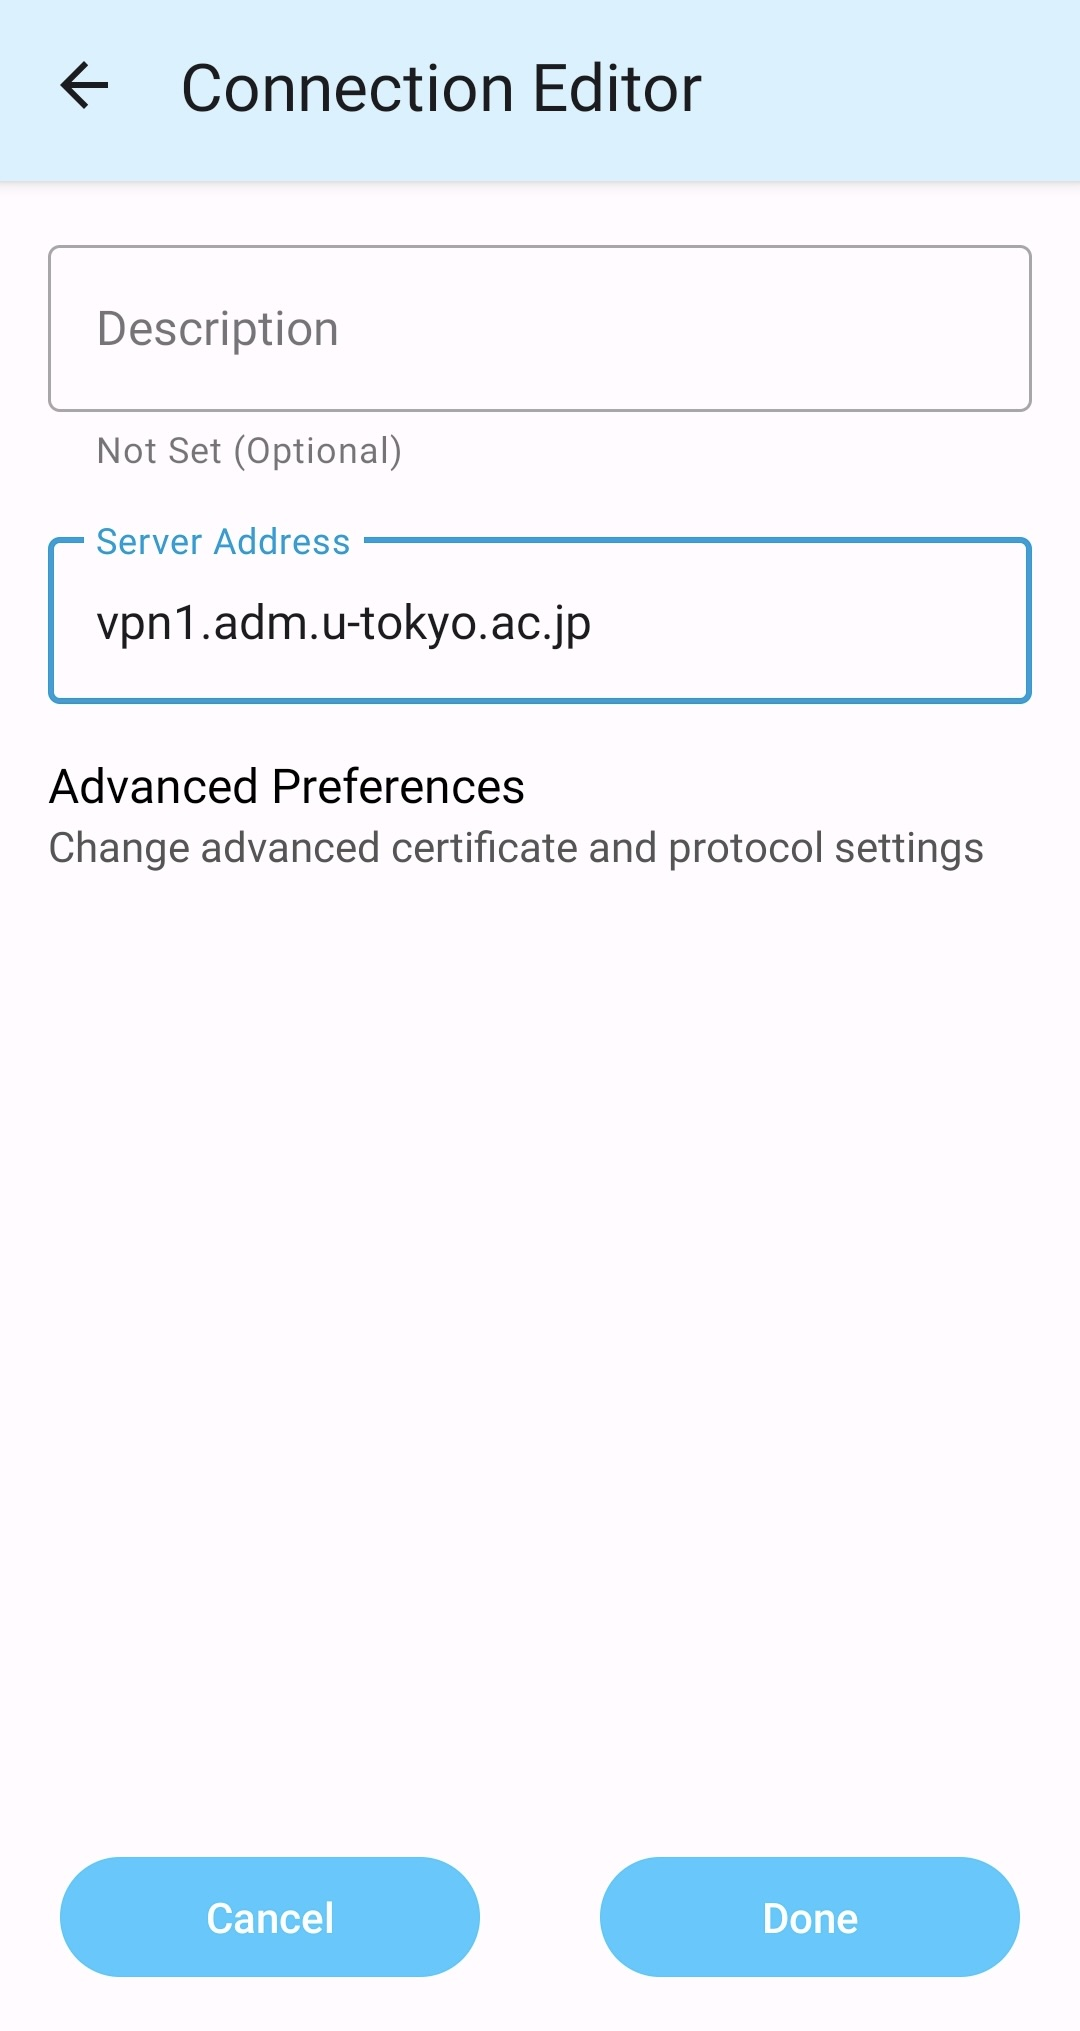 Connection Editor
Description
Not Set (Optional)
Server Address
vpn1.adm.u-tokyo.ac.jp
Advanced Preferences
Change advanced certificate and protocol settings
Cancel
Done